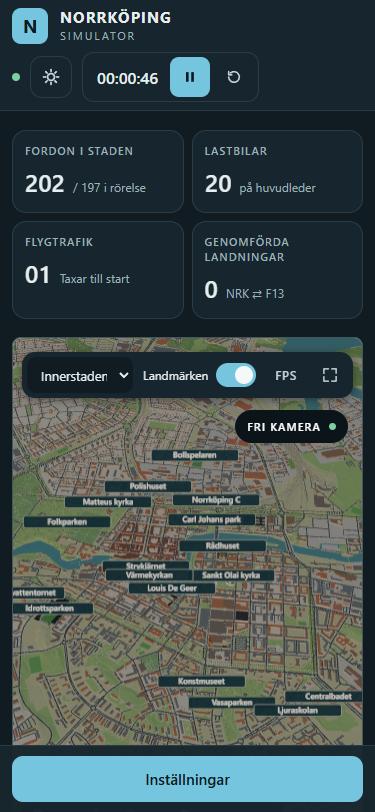 N NORRKÖPING
SIMULATOR
00:00:46
FORDON I STADEN
202 / 197 i rörelse
LASTBILAR
20 på huvudleder
FLYGTRAFIK
01 Taxar till start
GENOMFÖRDA
LANDNINGAR
0 NRK ⇄ F13
Innerstaden Landmärken FPS
FRI KAMERA
Bollspelaren
Polishuset
Matteus kyrka
Norrköping C
Folkparken
Carl Johans park
Rådhuset
Strykjärnet
Värmekyrkan
Sankt Olai kyrka
Louis De Geer
vattentornet
Idrottsparken
Konstmuseet
Centralbadet
Vasaparken
Ljuraskolan
Inställningar